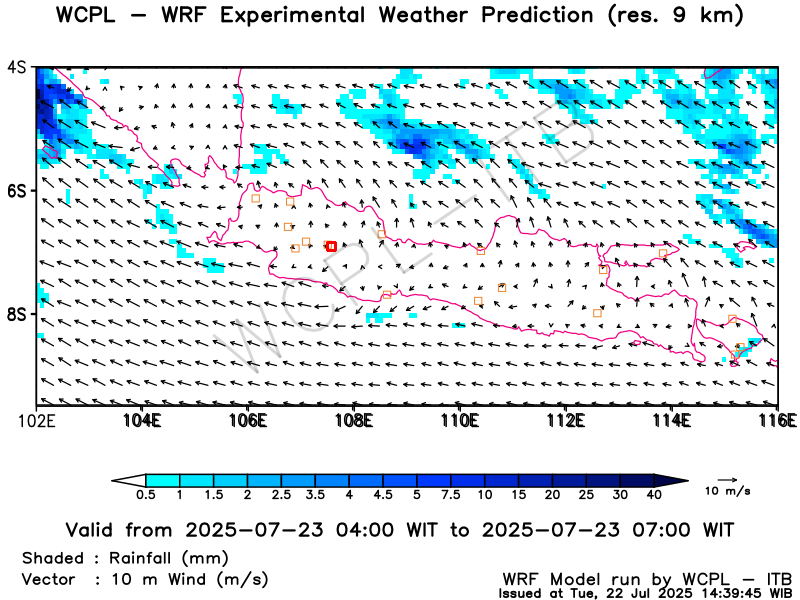 WCPL – WRF Experimental Weather Prediction (res. 9 km)
WCPL-ITB
4S
6S
8S
102E 104E 106E 108E 110E 112E 114E 116E
0.5 1 1.5 2 2.5 3.5 4 4.5 5 7.5 10 15 20 25 30 40
10 m/s
Valid from 2025-07-23 04:00 WIT to 2025-07-23 07:00 WIT
Shaded : Rainfall (mm)
Vector : 10 m Wind (m/s)
WRF Model run by WCPL – ITB
Issued at Tue, 22 Jul 2025 14:39:45 WIB